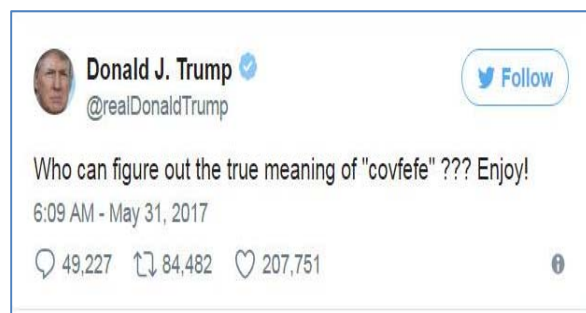 Donald J. Trump
Follow
@realDonaldTrump
Who can figure out the true meaning of "covfefe" ??? Enjoy!
6:09 AM - May 31, 2017
49,227 84,482 207,751